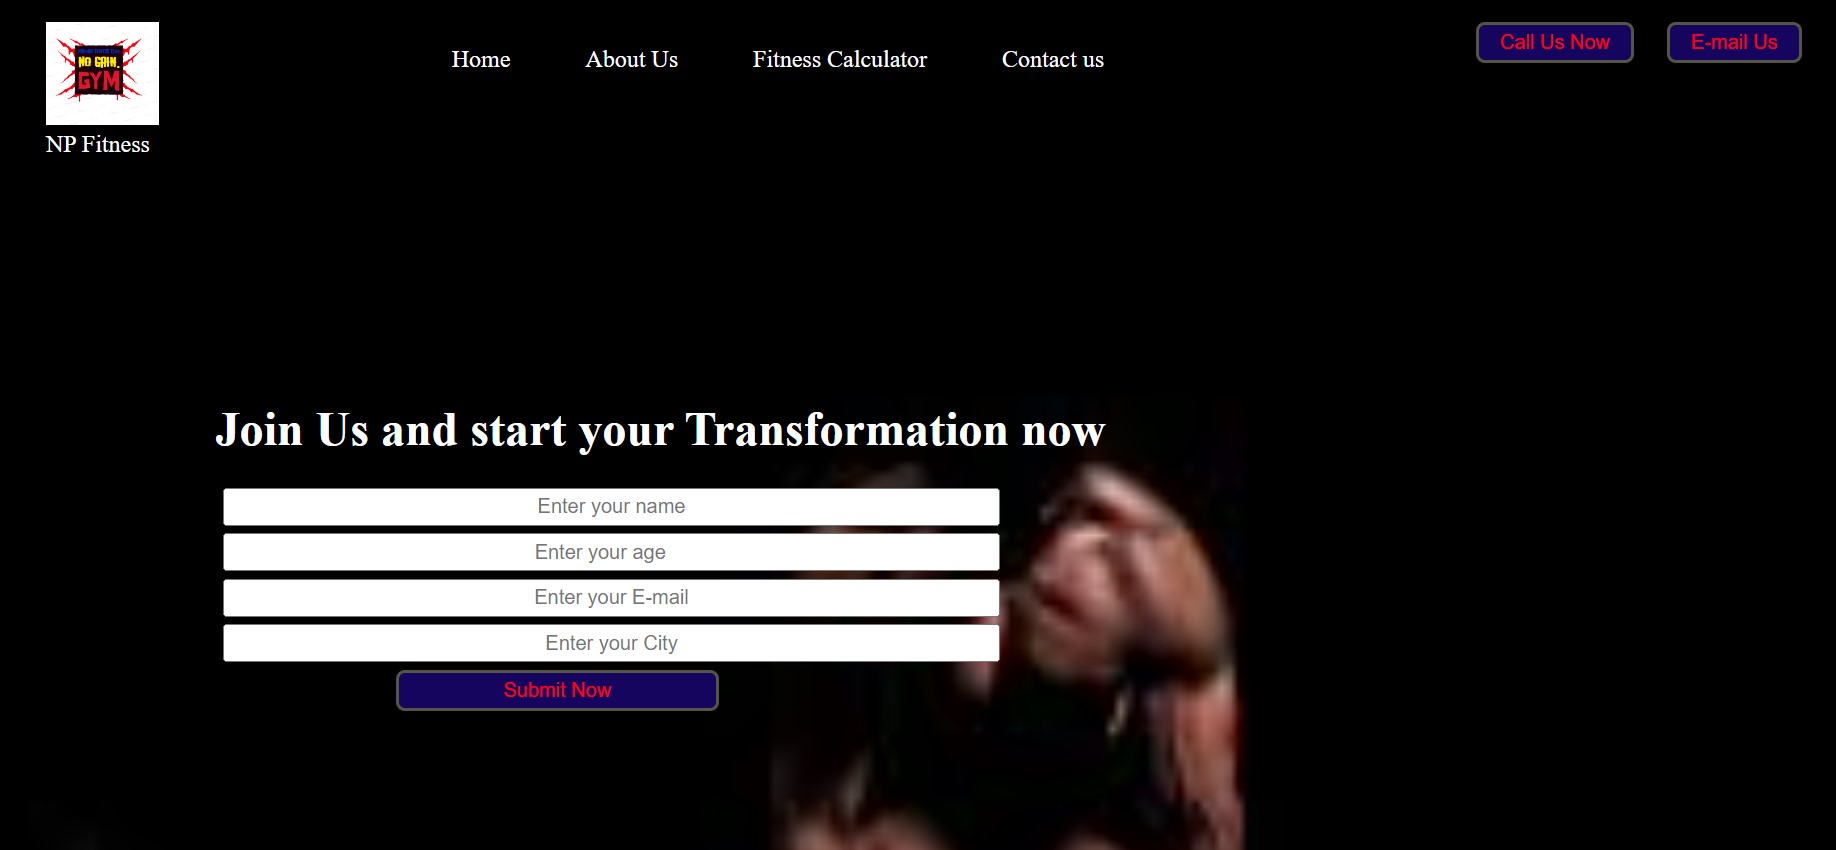 NO GAIN.
GYM
NP Fitness
Home
About Us
Fitness Calculator
Contact us
Call Us Now
E-mail Us
Join Us and start your Transformation now
Enter your name
Enter your age
Enter your E-mail
Enter your City
Submit Now